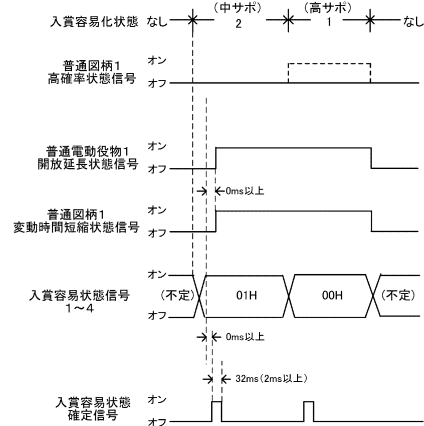 （中サポ）
（高サポ）
入賞容易化状態
なし
2
1
なし
普通図柄1
高確率状態信号
オン
オフ
普通電動役物1
開放延長状態信号
オン
オフ
0ms以上
普通図柄1
変動時間短縮状態信号
オン
オフ
入賞容易状態信号
1～4
オン
(不定)
01H
00H
(不定)
オフ
0ms以上
32ms(2ms以上)
入賞容易状態
確定信号
オン
オフ